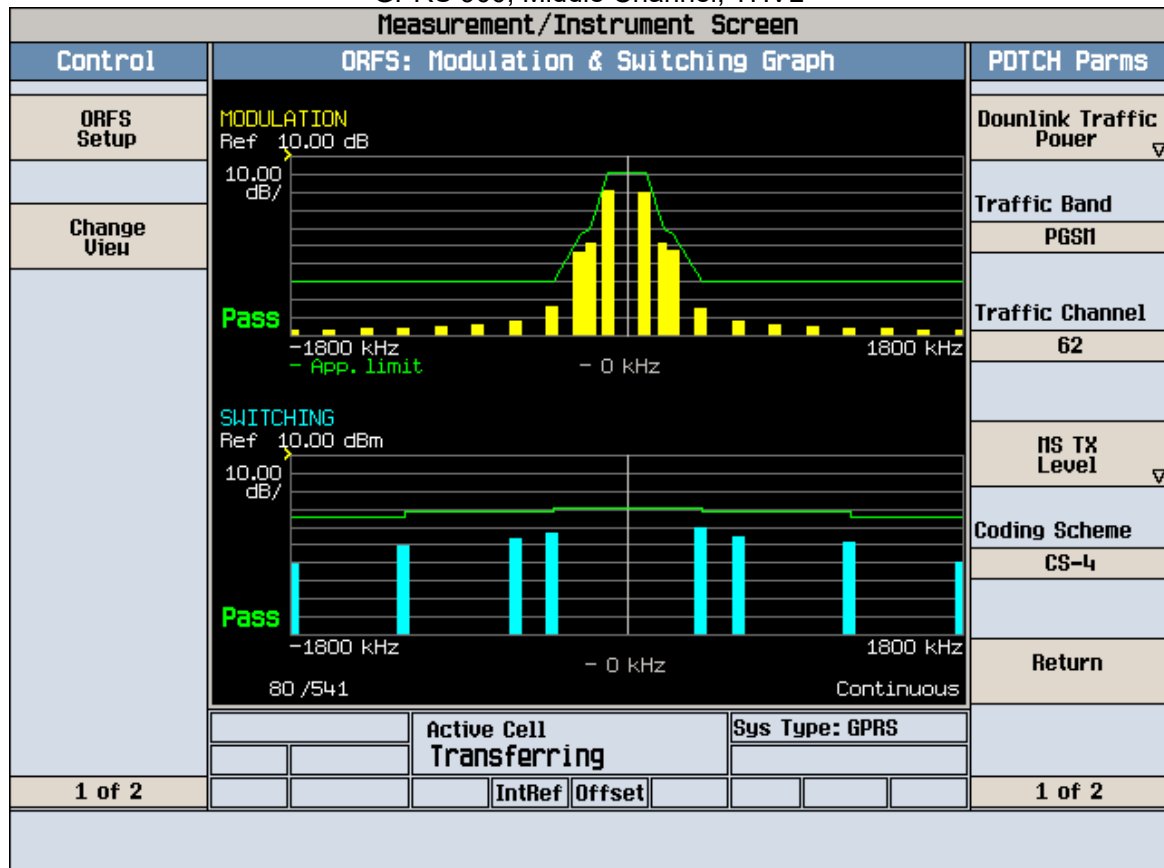 Measurement/Instrument Screen
Control
ORFS: Modulation & Switching Graph
PDTCH Parms
ORFS
Setup
Change
View
1 of 2
MODULATION
Ref 10.00 dB
10.00
dB/
Pass
-1800 kHz
1800 kHz
- App. limit
- 0 kHz
SWITCHING
Ref 10.00 dBm
10.00
dB/
Pass
-1800 kHz
1800 kHz
- 0 kHz
80 /541
Continuous
Active Cell
Transferring
Sys Type: GPRS
IntRef
Offset
Downlink Traffic
Power
Traffic Band
PGSM
Traffic Channel
62
MS TX
Level
Coding Scheme
CS-4
Return
1 of 2